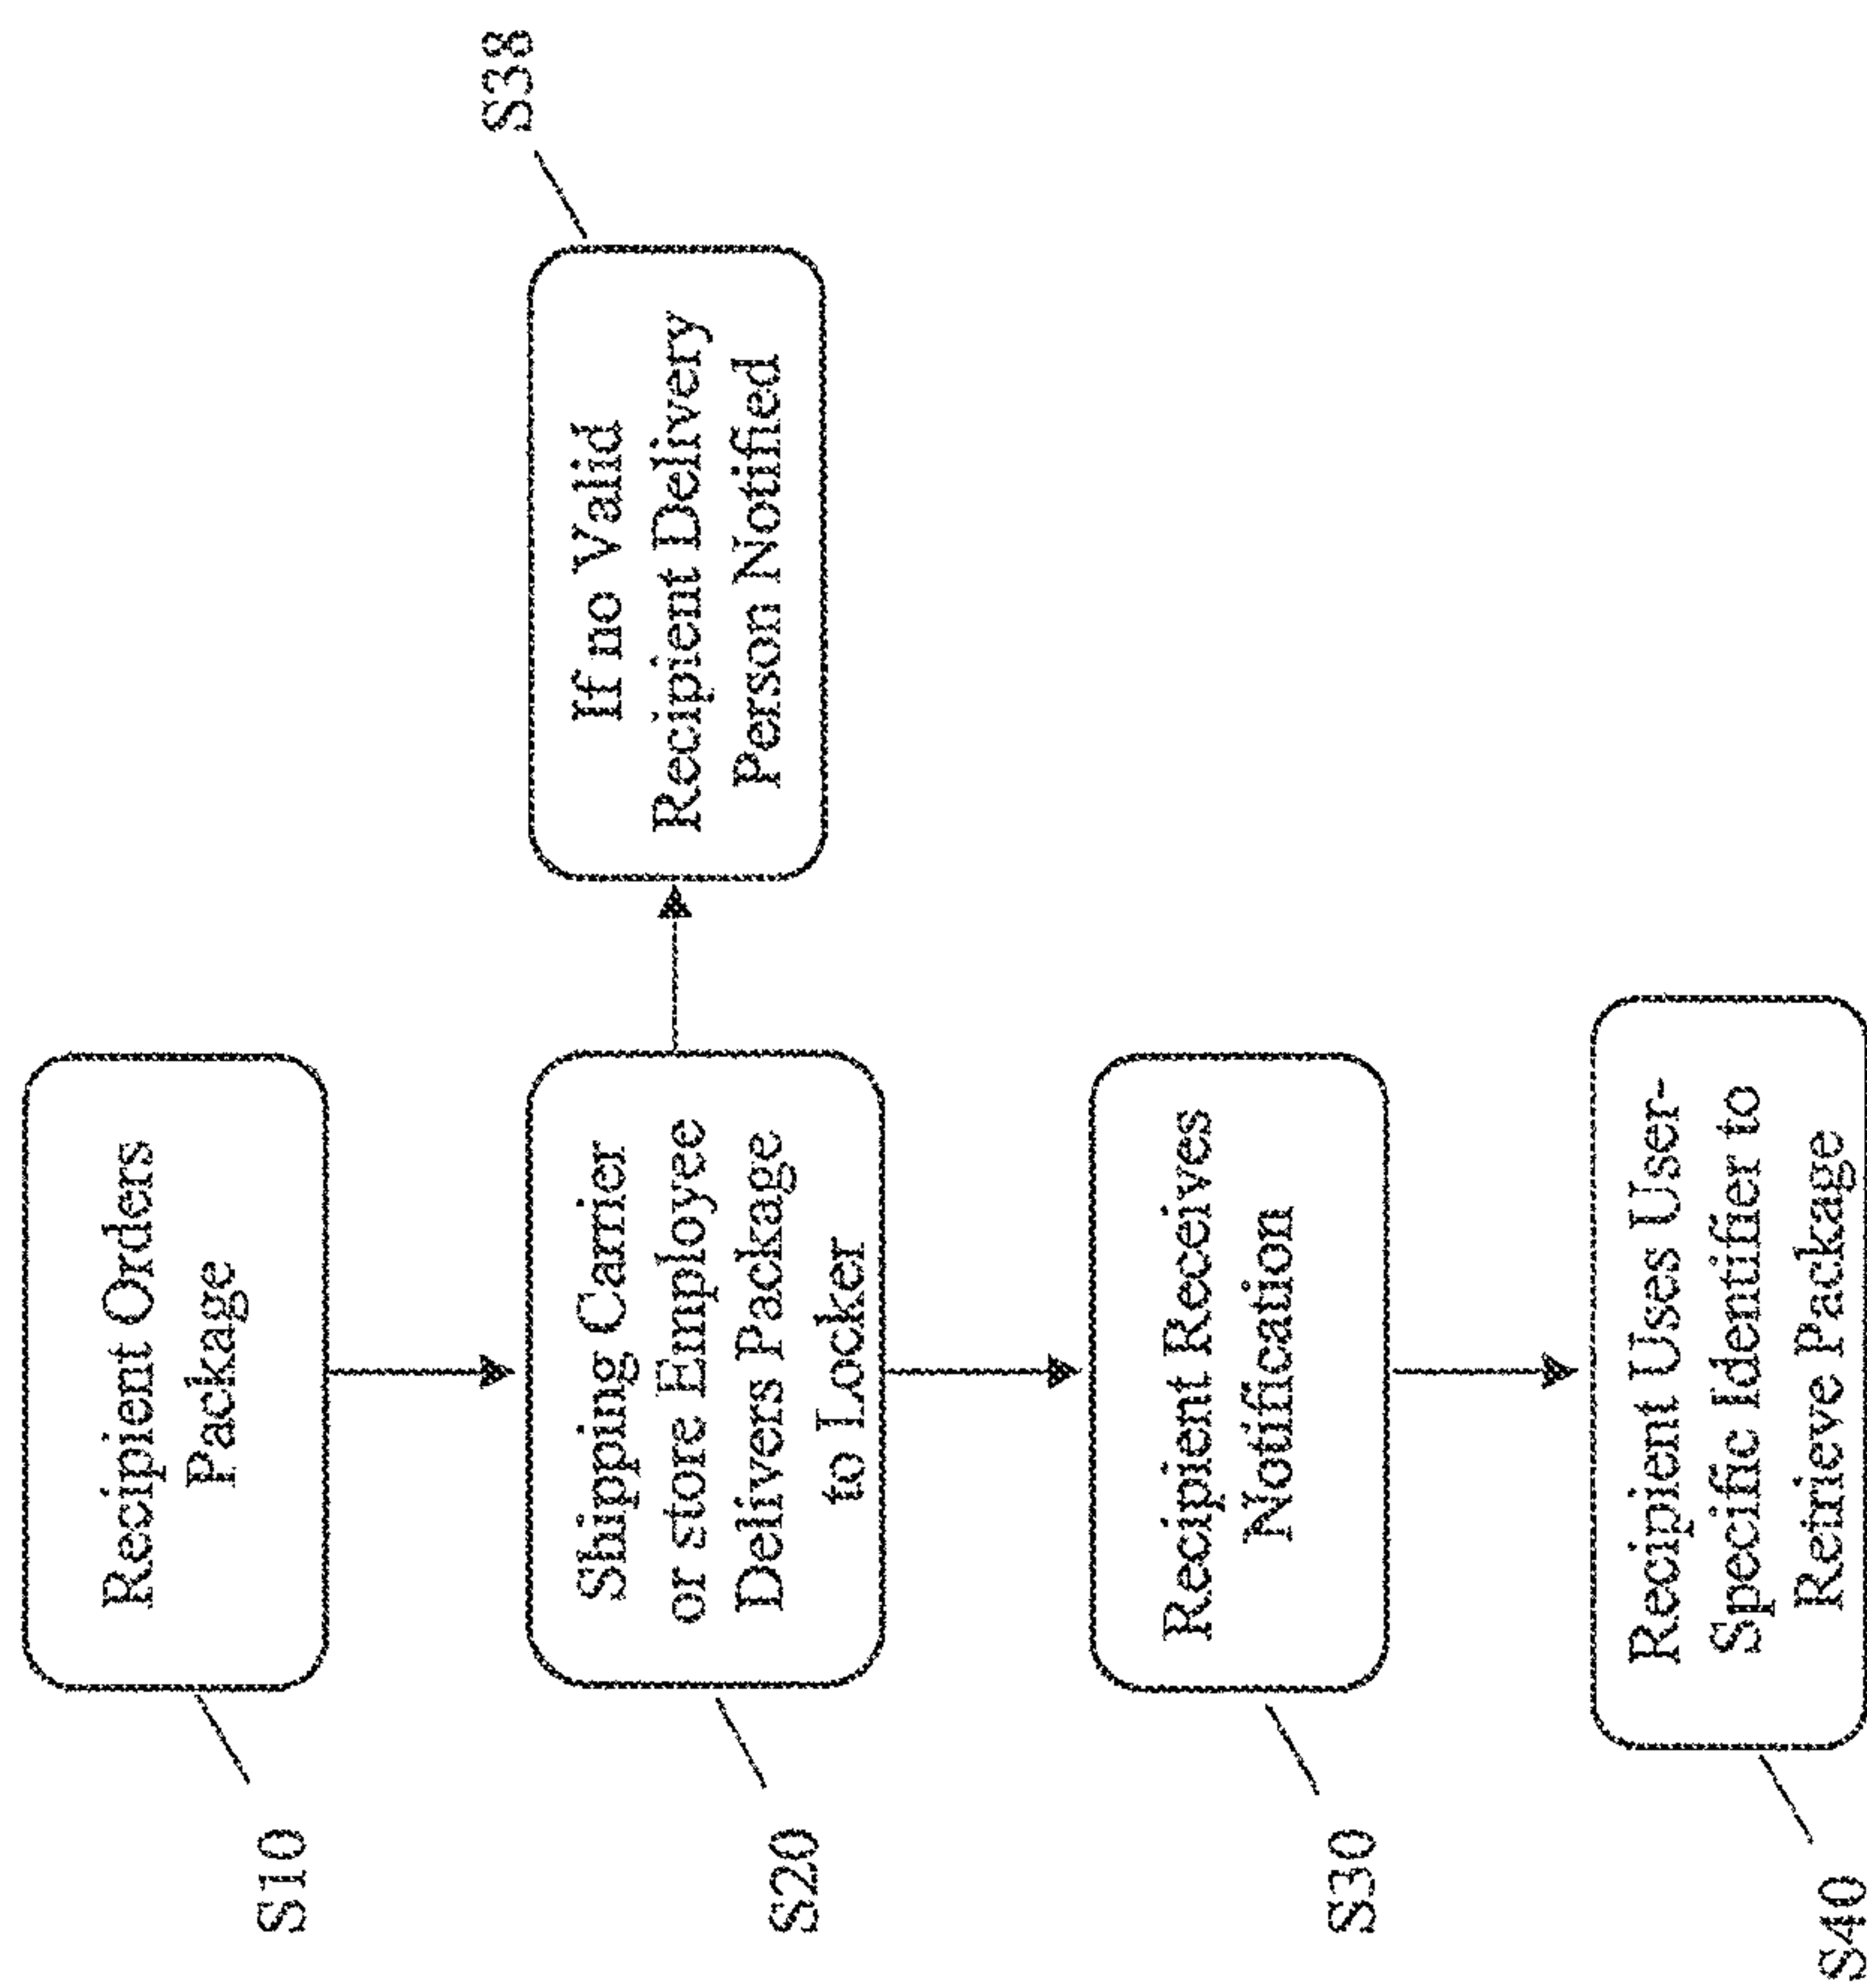 S10
Recipient Orders
Package
S20
Shipping Carrier
or store Employee
Delivers Package
to Locker
If no Valid
Recipient Delivery
Person Notified
S38
S30
Recipient Receives
Notification
S40
Recipient Uses User-
Specific Identifier to
Retrieve Package